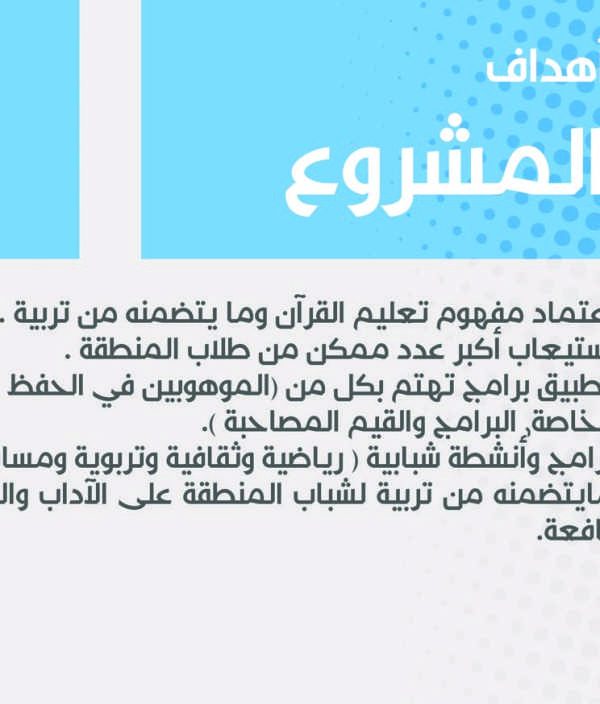 أهداف
المشروع
عتماد مفهوم تعليم القرآن وما يتضمنه من تربية .
ستيعاب أكبر عدد ممكن من طلاب المنطقة .
طبيق برامج تهتم بكل من (الموهوبين في الحفظ
خاصة, البرامج والقيم المصاحبة ).
رامج وأنشطة شبابية ( رياضية وثقافية وتربوية ومسا
مايتضمنه من تربية لشباب المنطقة على الآداب وال
افعة.